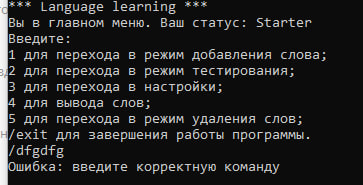 *** Language learning ***
Вы в главном меню. Ваш статус: Starter
Введите:
1 для перехода в режим добавления слова;
2 для перехода в режим тестирования;
3 для перехода в настройки;
4 для вывода слов;
5 для перехода в режим удаления слов;
/exit для завершения работы программы.
/dfgdfg
Ошибка: введите корректную команду